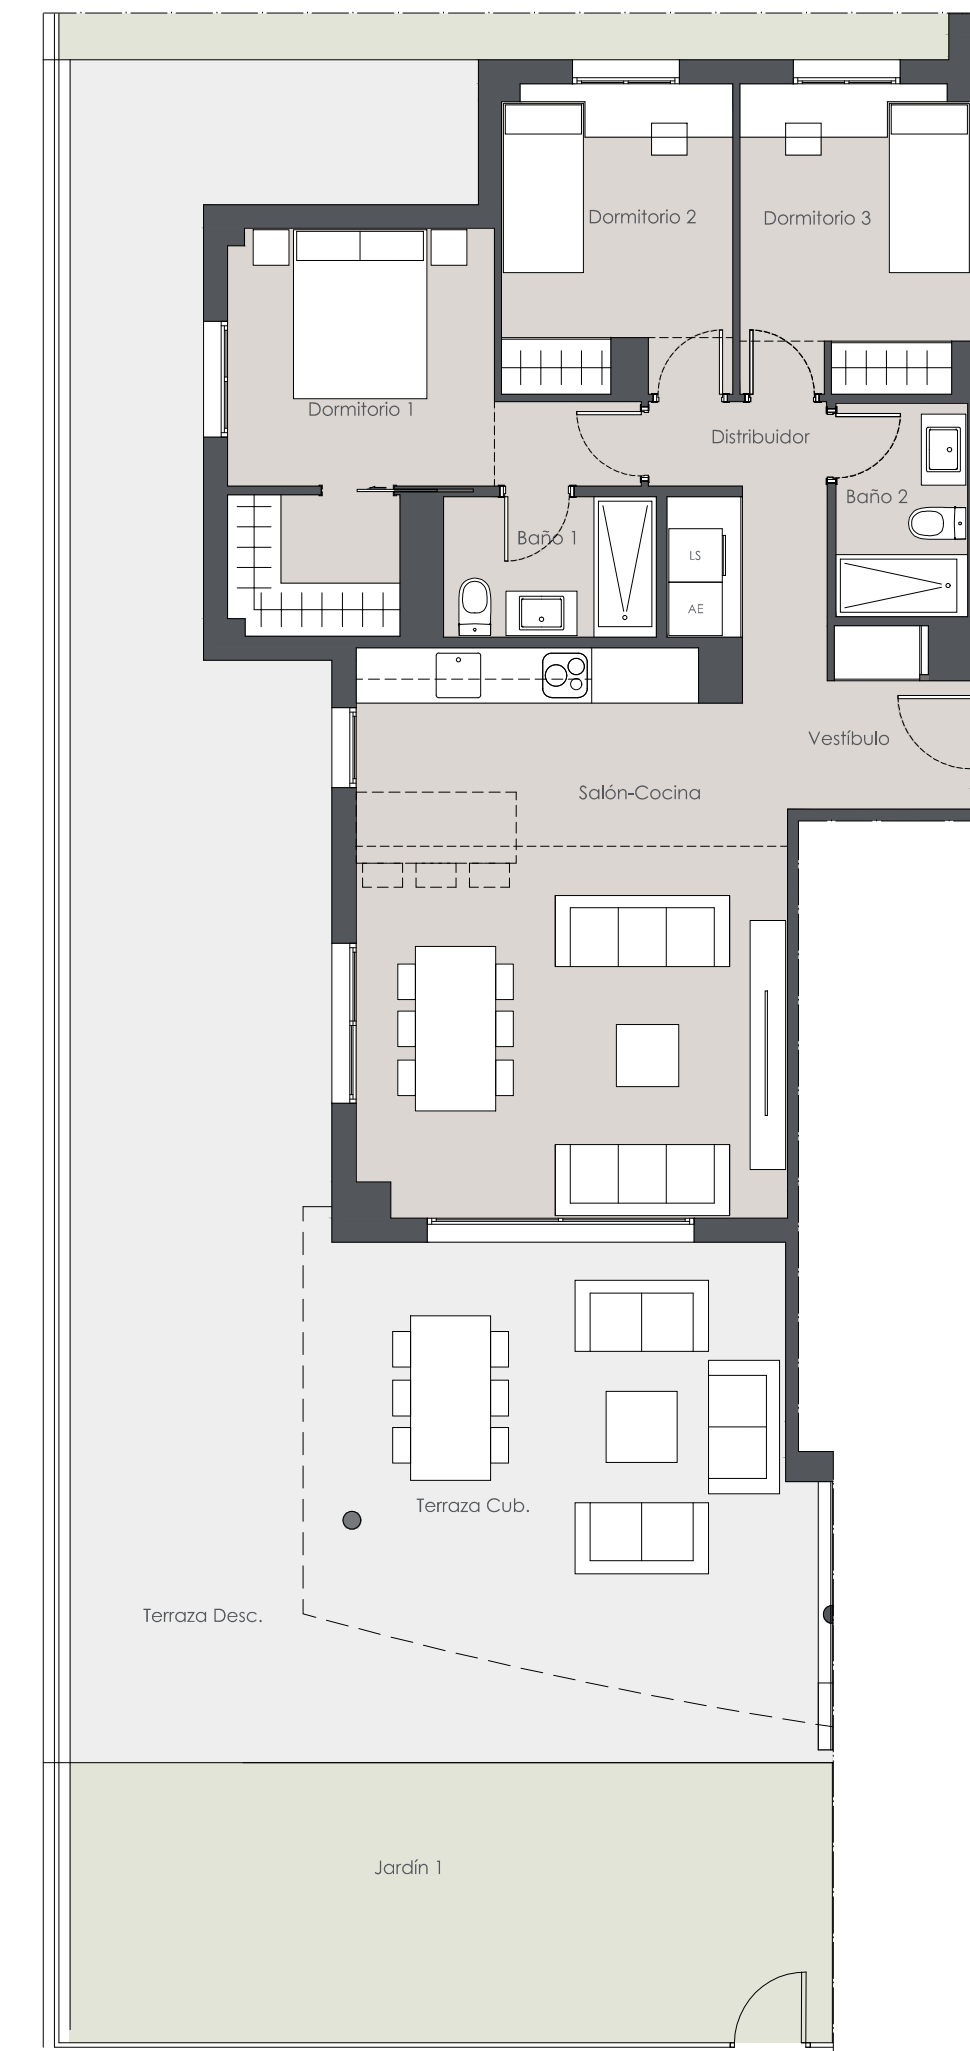 Dormitorio 2
Dormitorio 3
Dormitorio 1
Distribuidor
Baño 2
Baño 1
LS
AE
Vestíbulo
Salón-Cocina
Terraza Cub.
Terraza Desc.
Jardín 1